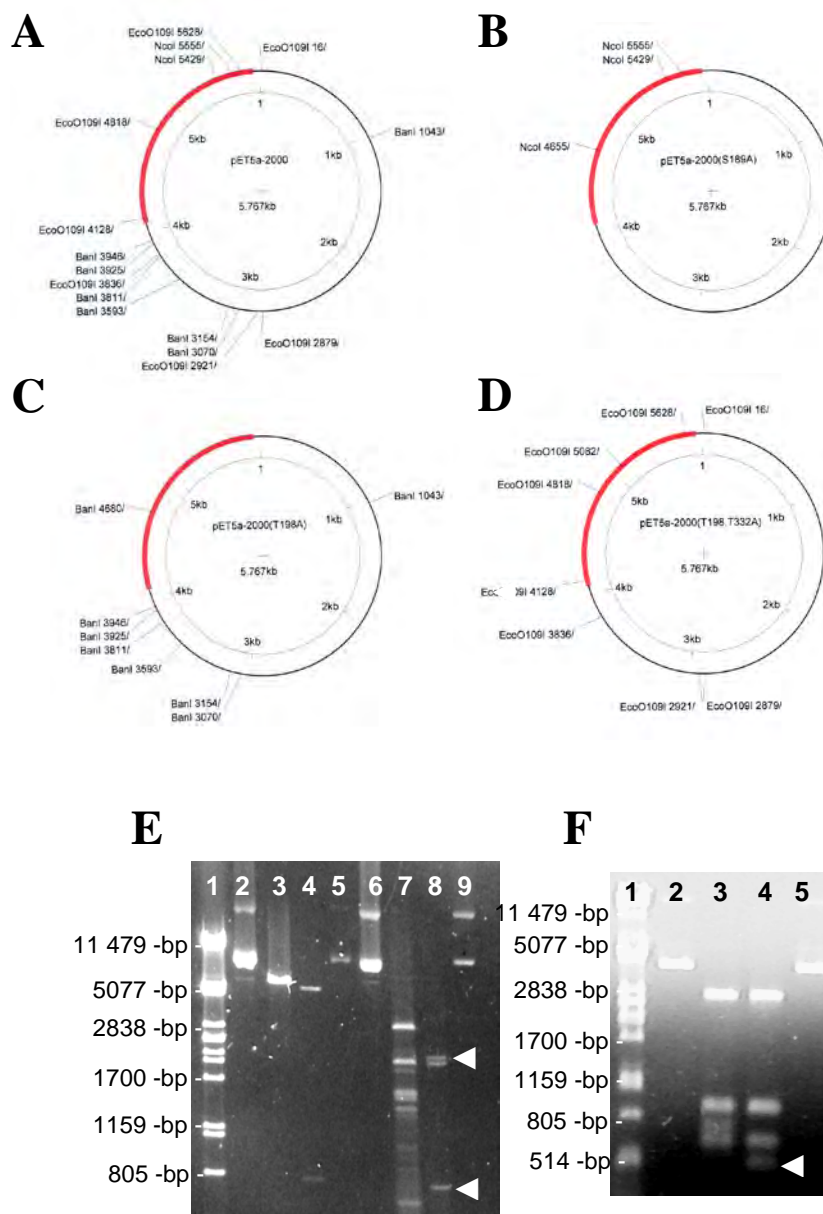 A
EcoO109I 5628/
NcoI 5555/
NcoI 5429/
EcoO109I 16/
EcoO109I 4818/
BanI 1043/
1
5kb
1kb
pET5a-2000
5.767kb
4kb
2kb
3kb
EcoO109I 4128/
BanI 3946/
BanI 3925/
EcoO109I 3836/
BanI 3811/
BanI 3593/
BanI 3154/
BanI 3070/
EcoO109I 2921/
EcoO109I 2879/
B
NcoI 5555/
NcoI 5429/
NcoI 4655/
1
5kb
1kb
pET5a-2000(S189A)
5.767kb
4kb
2kb
3kb
C
BanI 1043/
BanI 4680/
1
5kb
1kb
pET5a-2000(T198A)
5.767kb
4kb
2kb
3kb
BanI 3946/
BanI 3925/
BanI 3811/
BanI 3593/
BanI 3154/
BanI 3070/
D
EcoO109I 5628/
EcoO109I 16/
EcoO109I 5082/
EcoO109I 4818/
1
5kb
1kb
pET5a-2000(T198,T332A)
5.767kb
4kb
2kb
3kb
4128/
EcoO109I 3836/
EcoO109I 2921/
EcoO109I 2879/
E
1 2 3 4 5 6 7 8 9
11 479 -bp
5077 -bp
2838 -bp
1700 -bp
1159 -bp
805 -bp
F
1 2 3 4 5
11 479 -bp
5077 -bp
2838 -bp
1700 -bp
1159 -bp
805 -bp
514 -bp